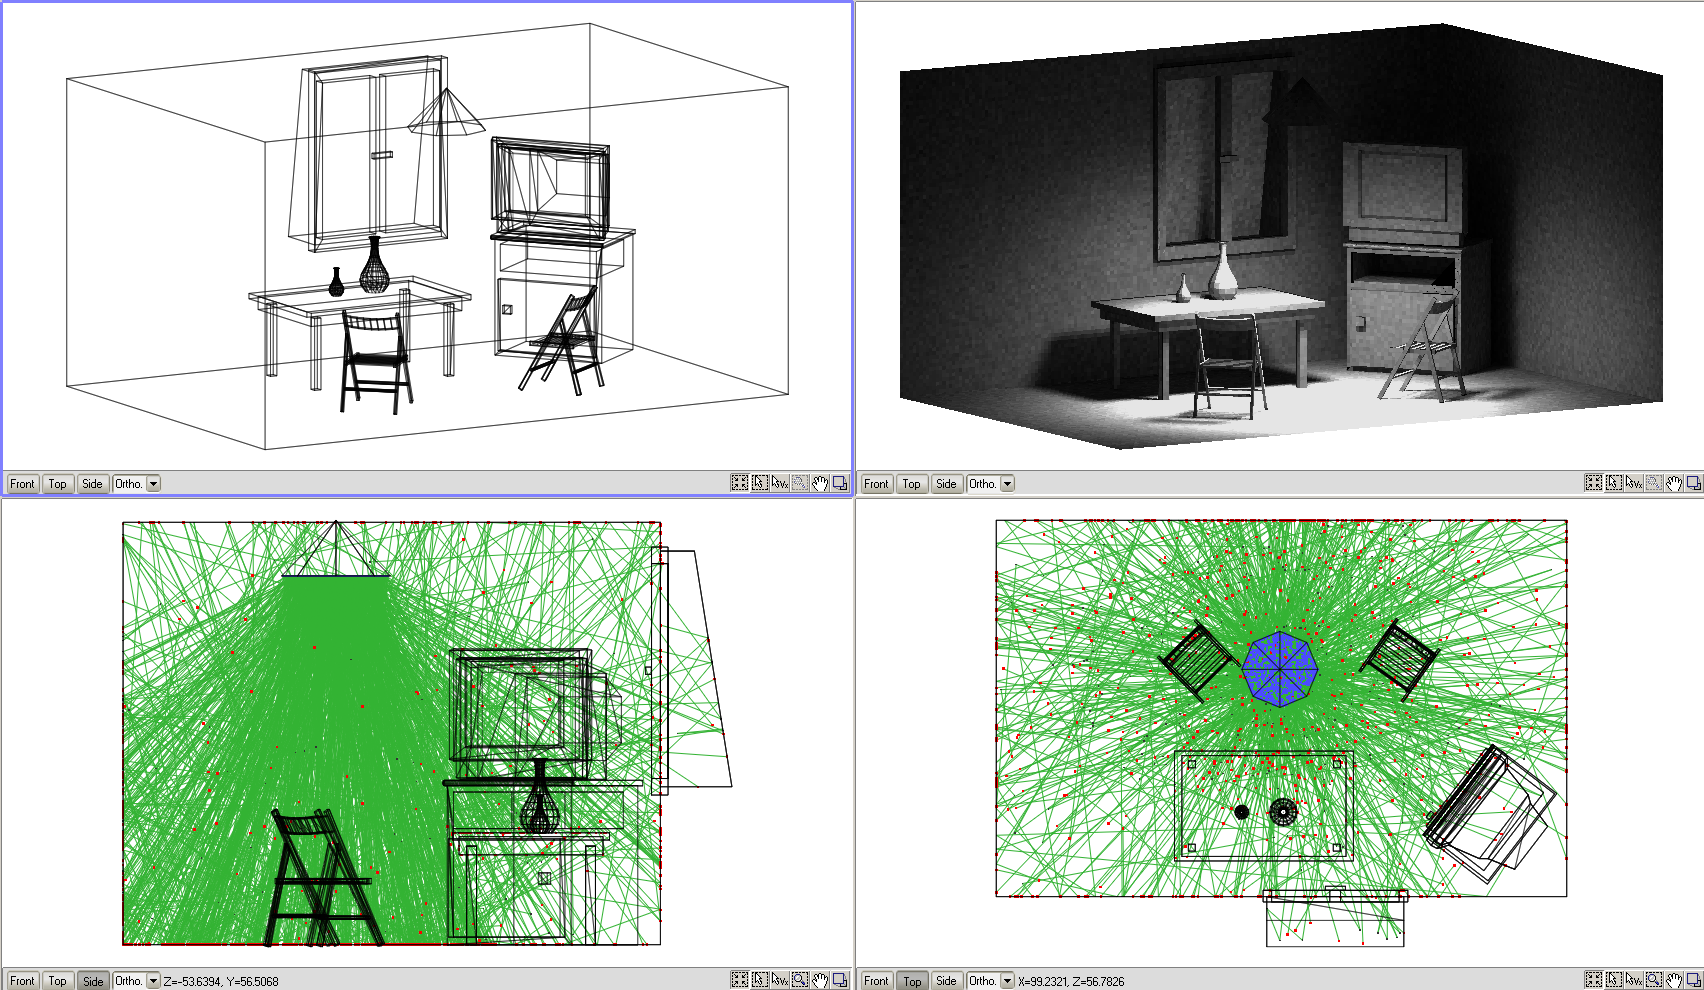 Front Top Side Ortho.
Front Top Side Ortho.
Front Top Side Ortho. Z=-53.6394, Y=56.5068
Front Top Side Ortho. X=99.2321, Z=56.7826